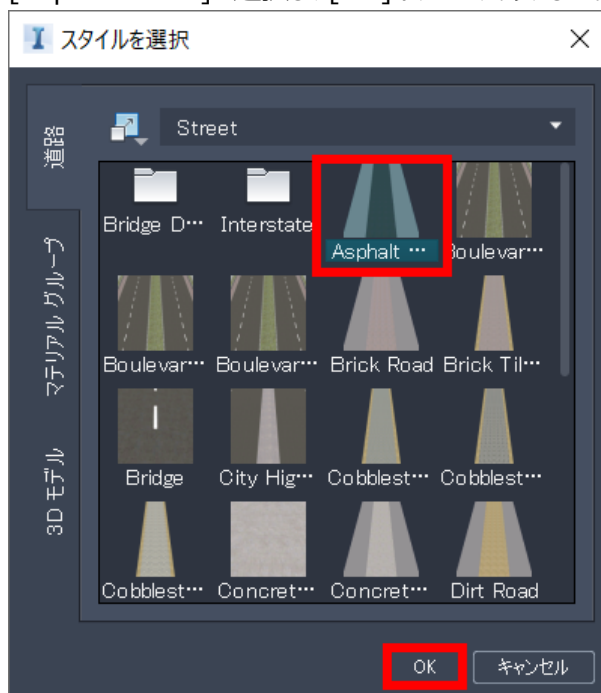 スタイルを選択
道路
マテリアル グループ
3D モデル
Street
Bridge D… Interstate Asphalt … Boulevar…
Boulevar… Boulevar… Brick Road Brick Til…
Bridge City Hig… Cobblest… Cobblest…
Cobblest… Concret… Concret… Dirt Road
OK キャンセル